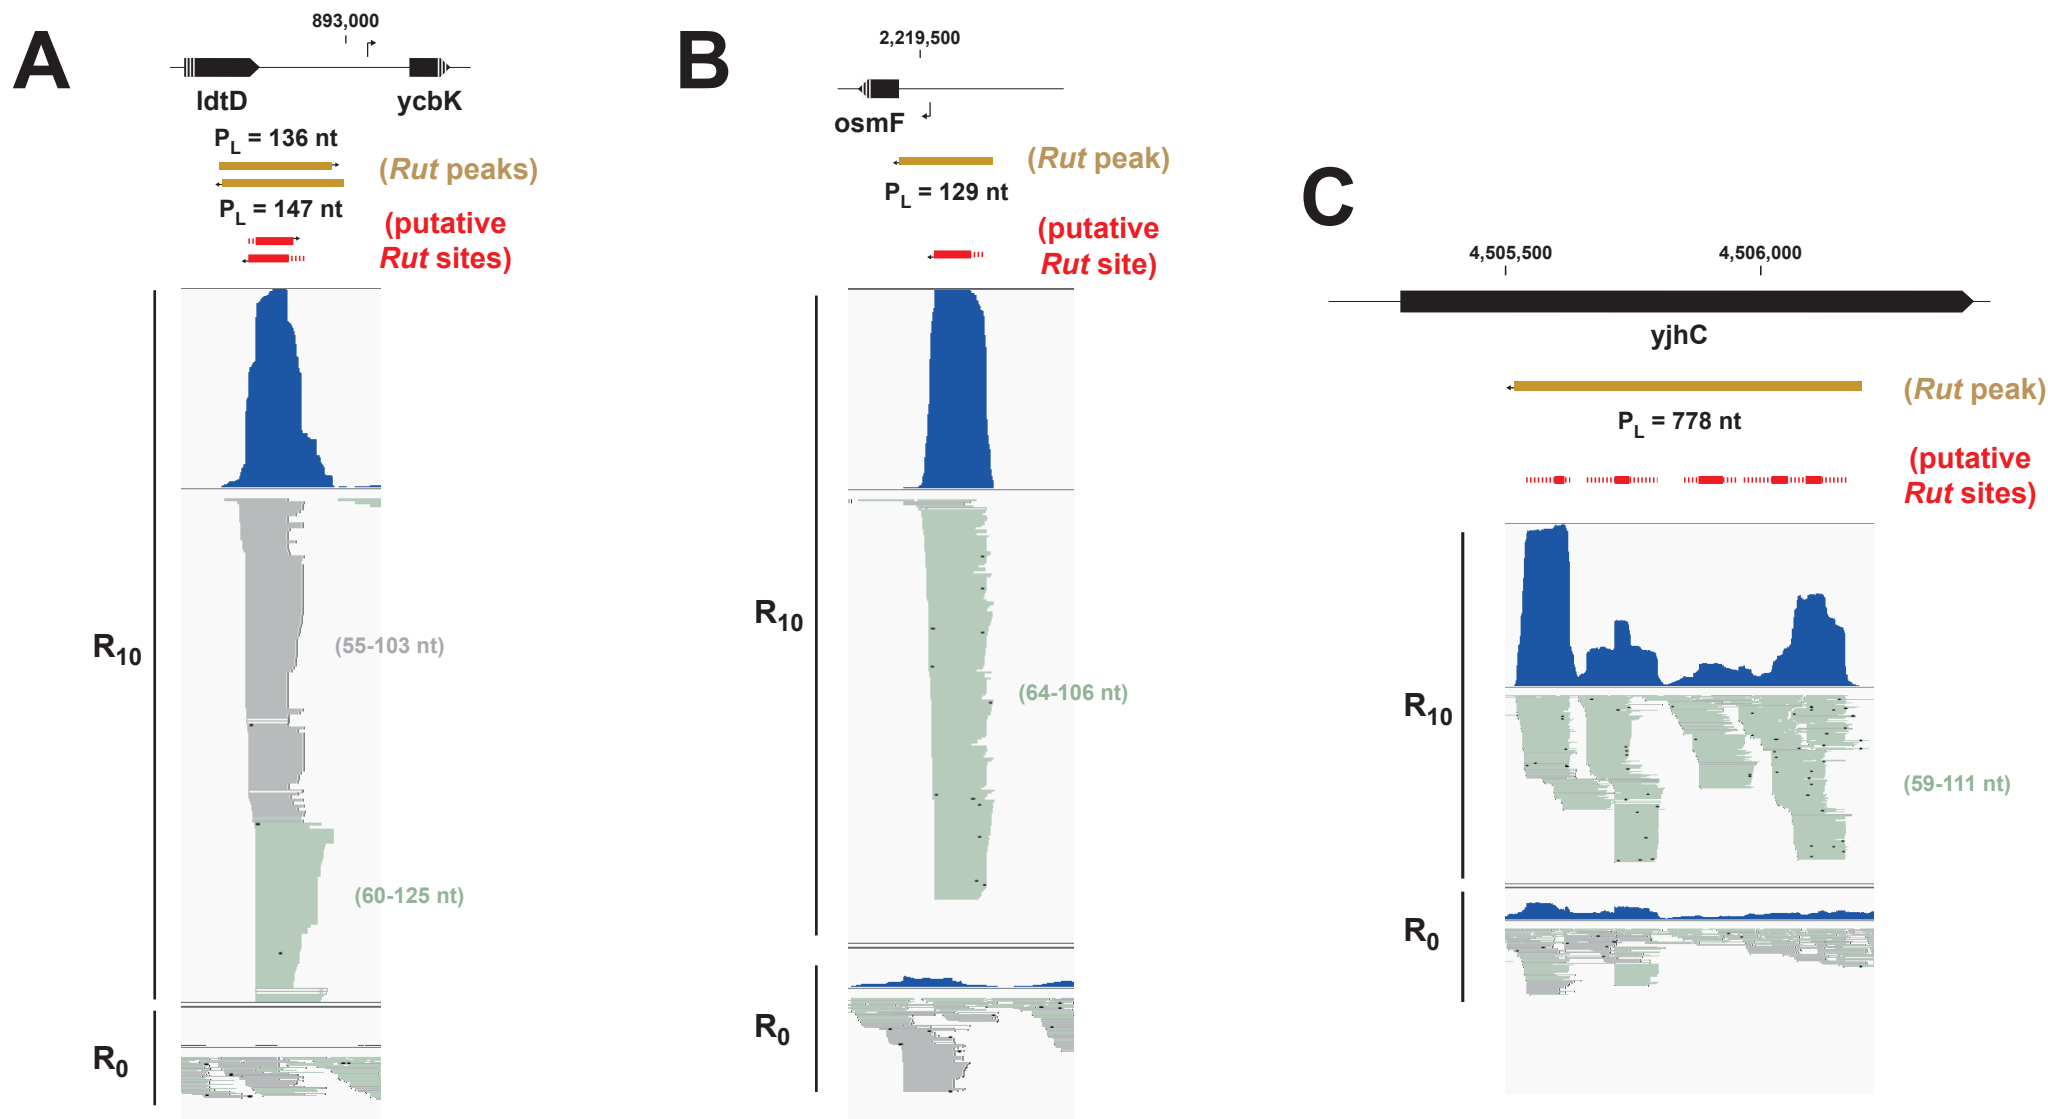 A
893,000
ldtD
ycbK
PL = 136 nt
(Rut peaks)
PL = 147 nt
(putative
Rut sites)
R10
(55-103 nt)
(60-125 nt)
R0
B
2,219,500
osmF
(Rut peak)
PL = 129 nt
(putative
Rut site)
R10
(64-106 nt)
R0
C
4,505,500
4,506,000
yjhC
(Rut peak)
PL = 778 nt
(putative
Rut sites)
R10
(59-111 nt)
R0